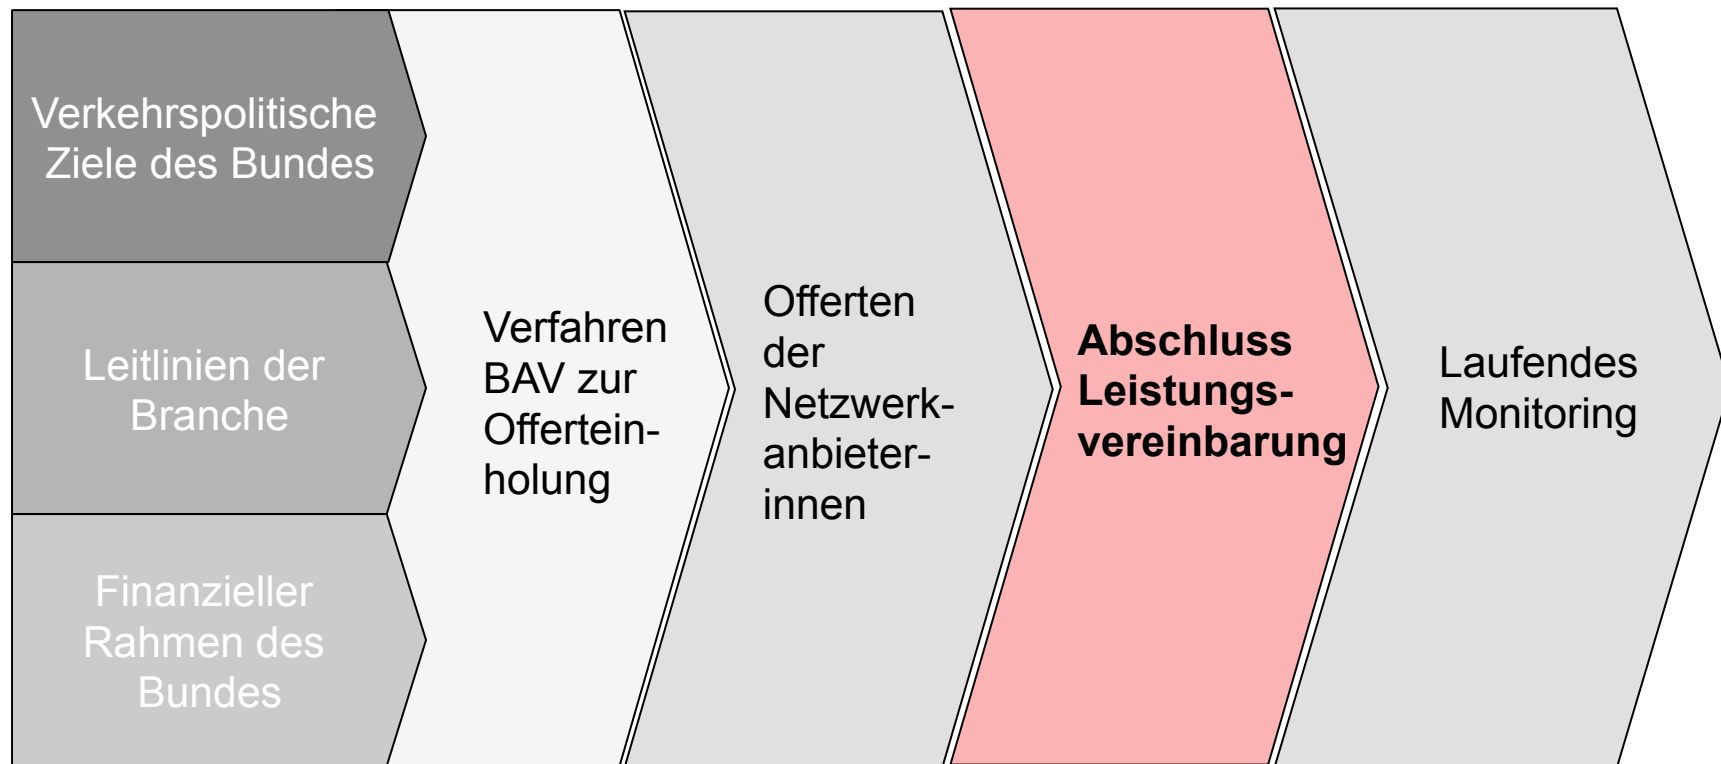 Verkehrspolitische
Ziele des Bundes
Leitlinien der
Branche
Finanzieller
Rahmen des
Bundes
Verfahren
BAV zur
Offertein-
holung
Offerten
der
Netzwerk-
anbieter-
innen
Abschluss
Leistungs-
vereinbarung
Laufendes
Monitoring